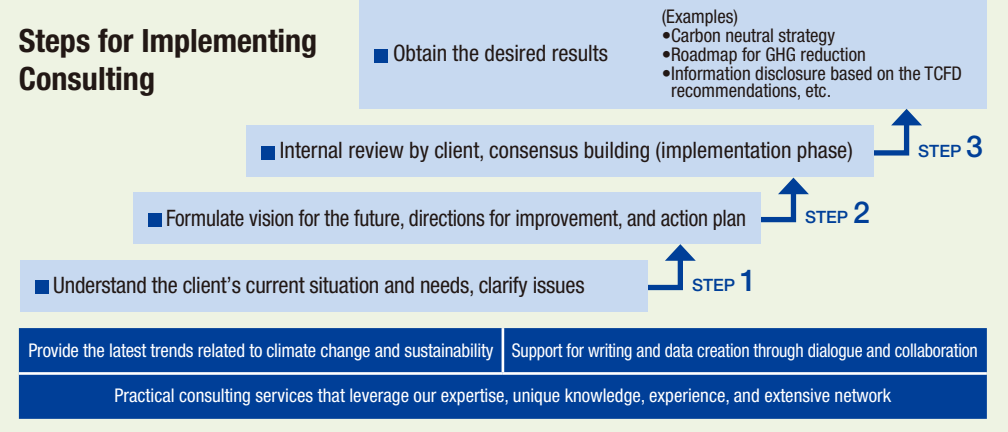 Steps for Implementing
Consulting
■ Obtain the desired results
(Examples)
•Carbon neutral strategy
•Roadmap for GHG reduction
•Information disclosure based on the TCFD
recommendations, etc.
■ Internal review by client, consensus building (implementation phase)
STEP 3
■ Formulate vision for the future, directions for improvement, and action plan
STEP 2
■ Understand the client’s current situation and needs, clarify issues
STEP 1
Provide the latest trends related to climate change and sustainability
Support for writing and data creation through dialogue and collaboration
Practical consulting services that leverage our expertise, unique knowledge, experience, and extensive network